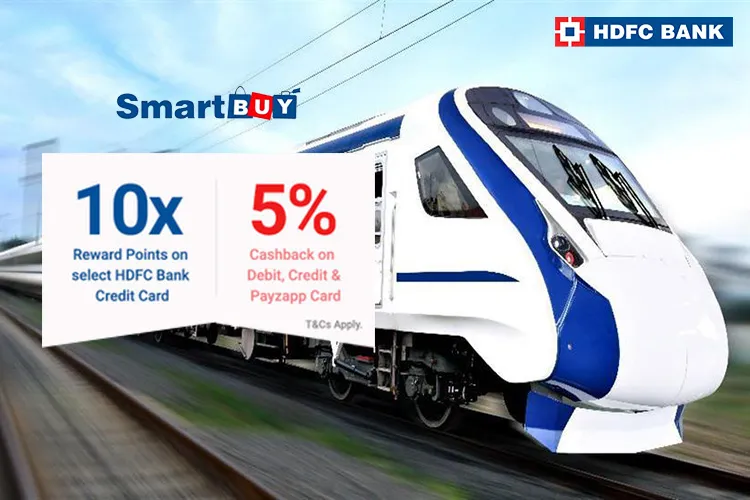 HDFC BANK
SmartBUY
10x
Reward Points on
select HDFC Bank
Credit Card
5%
Cashback on
Debit, Credit &
Payzapp Card
T&Cs Apply.